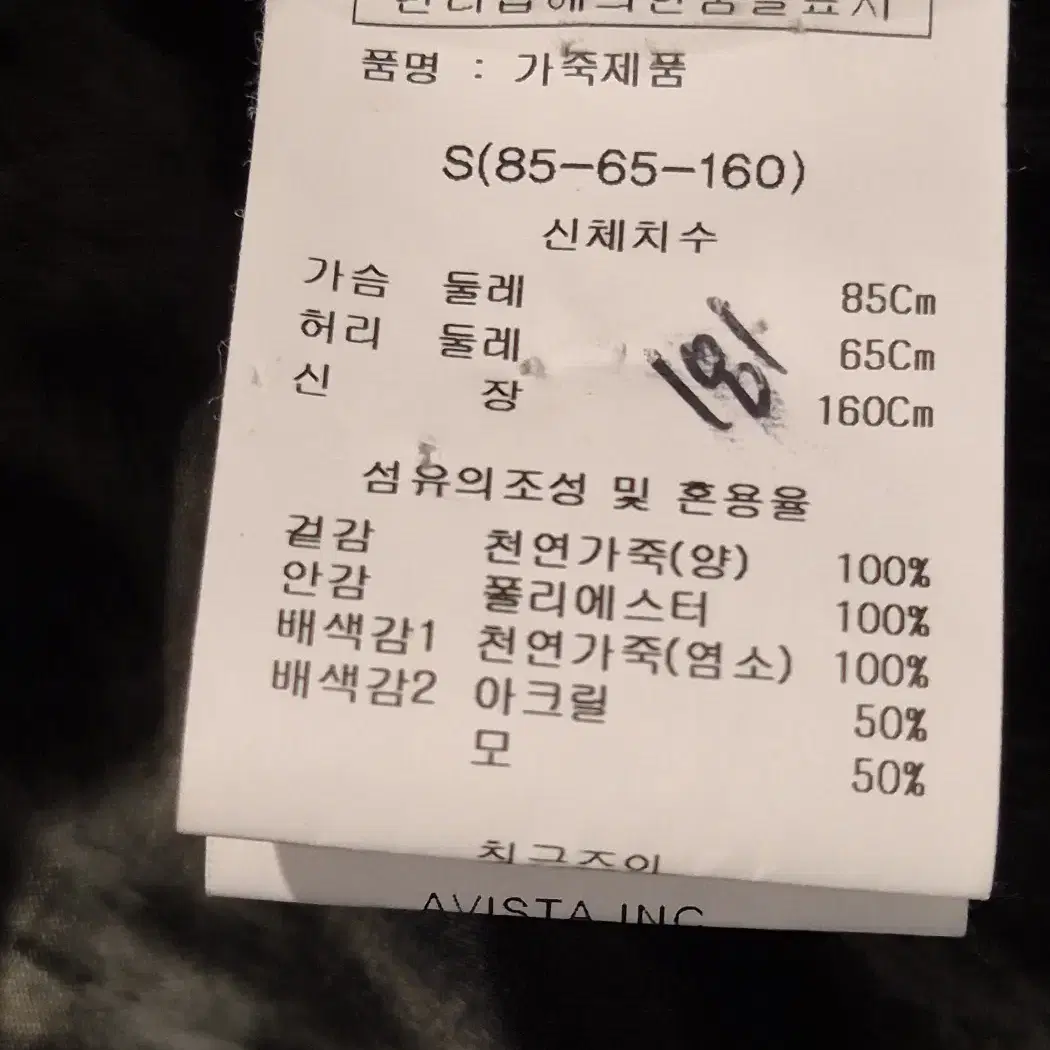 품명 : 가죽제품
S(85-65-160)
신체치수
가슴 둘레 85Cm
허리 둘레 65Cm
신 장 160Cm
181
섬유의조성 및 혼용율
겉감 천연가죽(양) 100%
안감 폴리에스터 100%
배색감1 천연가죽(염소) 100%
배색감2 아크릴 50%
모 50%
AVISTA INC